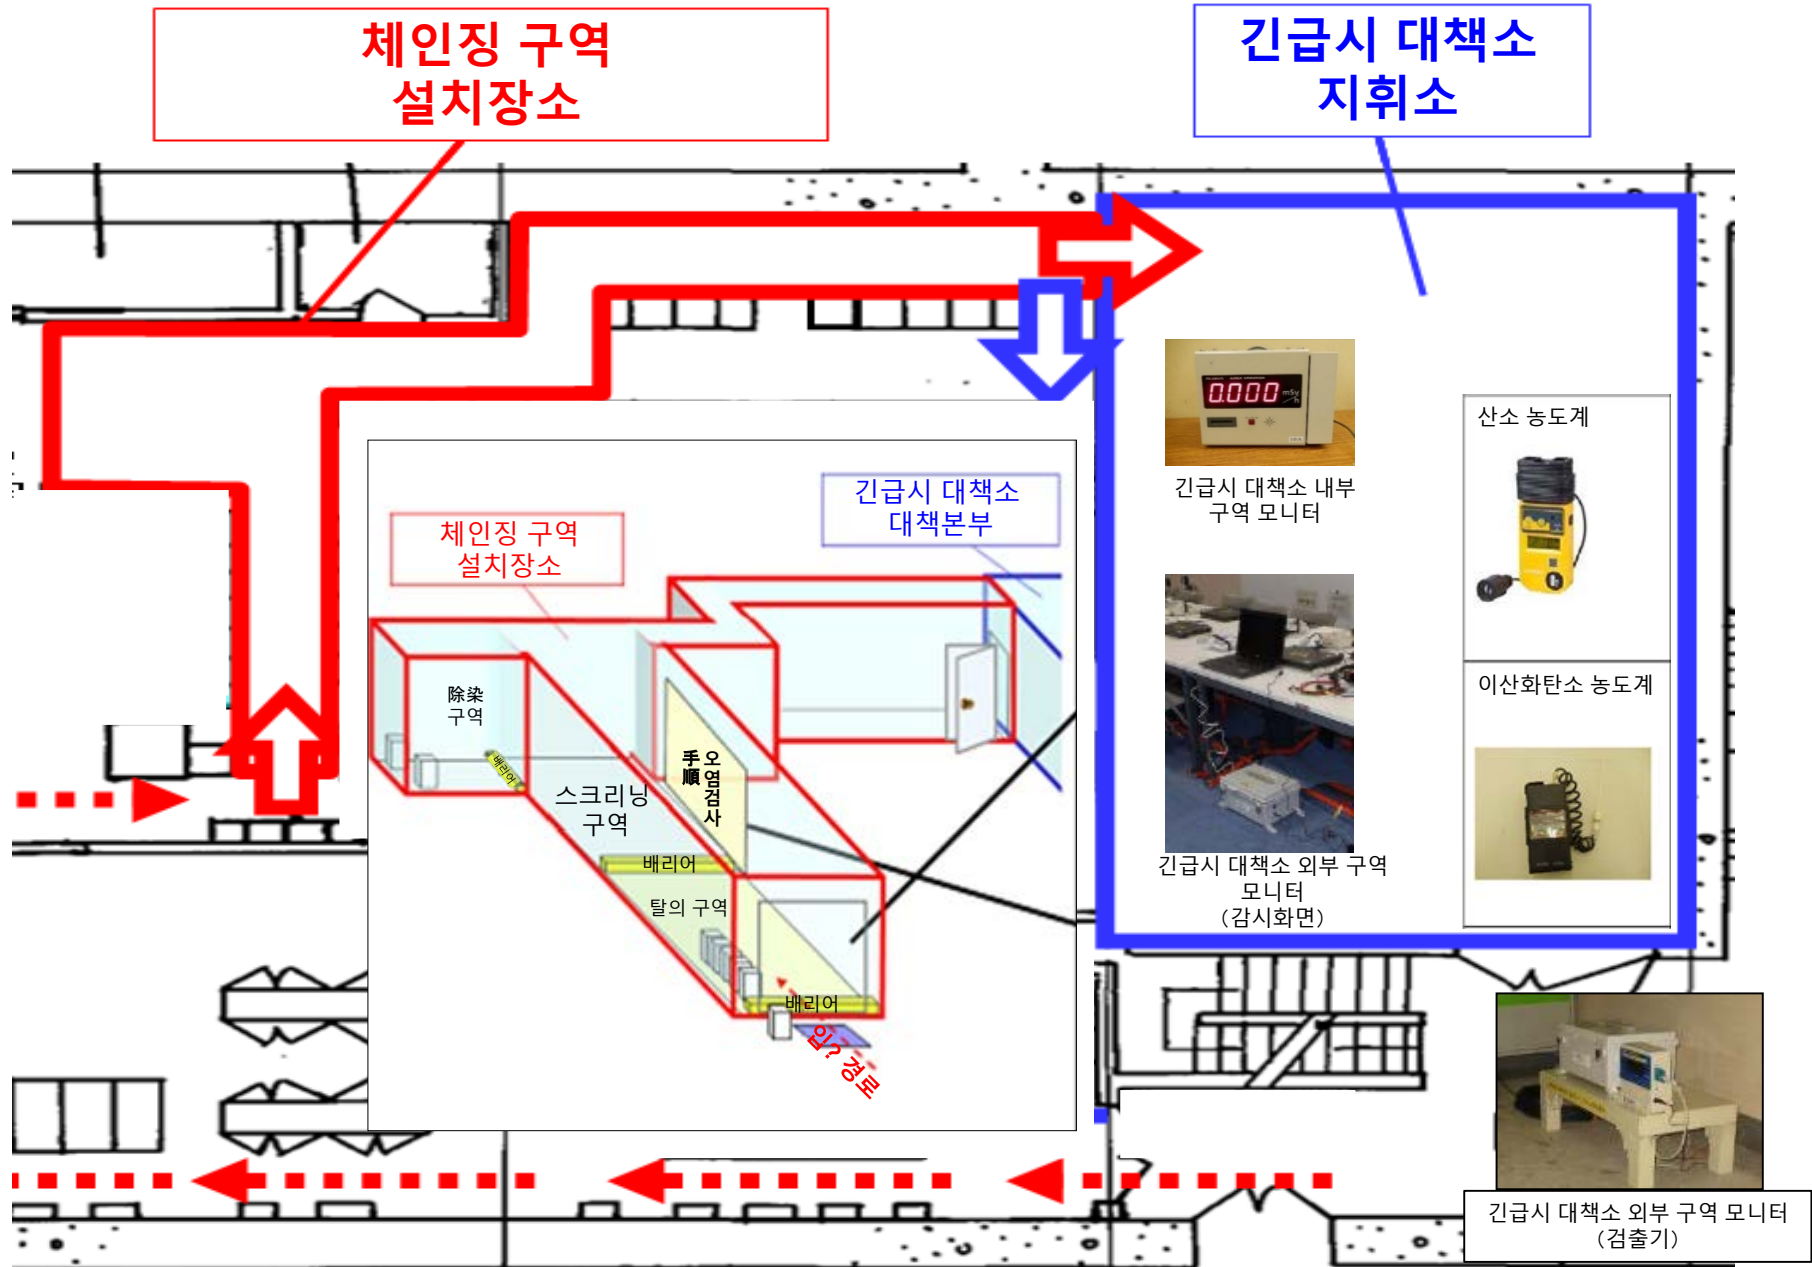 체인징 구역
설치장소
긴급시 대책소
지휘소
0.000 mSv/h
긴급시 대책소 내부
구역 모니터
산소 농도계
긴급시 대책소 외부 구역
모니터
(감시화면)
이산화탄소 농도계
긴급시 대책소
대책본부
체인징 구역
설치장소
除染
구역
배리어
스크리닝
구역
오염검사
手順
배리어
탈의 구역
배리어
입? 경로
긴급시 대책소 외부 구역 모니터
(검출기)